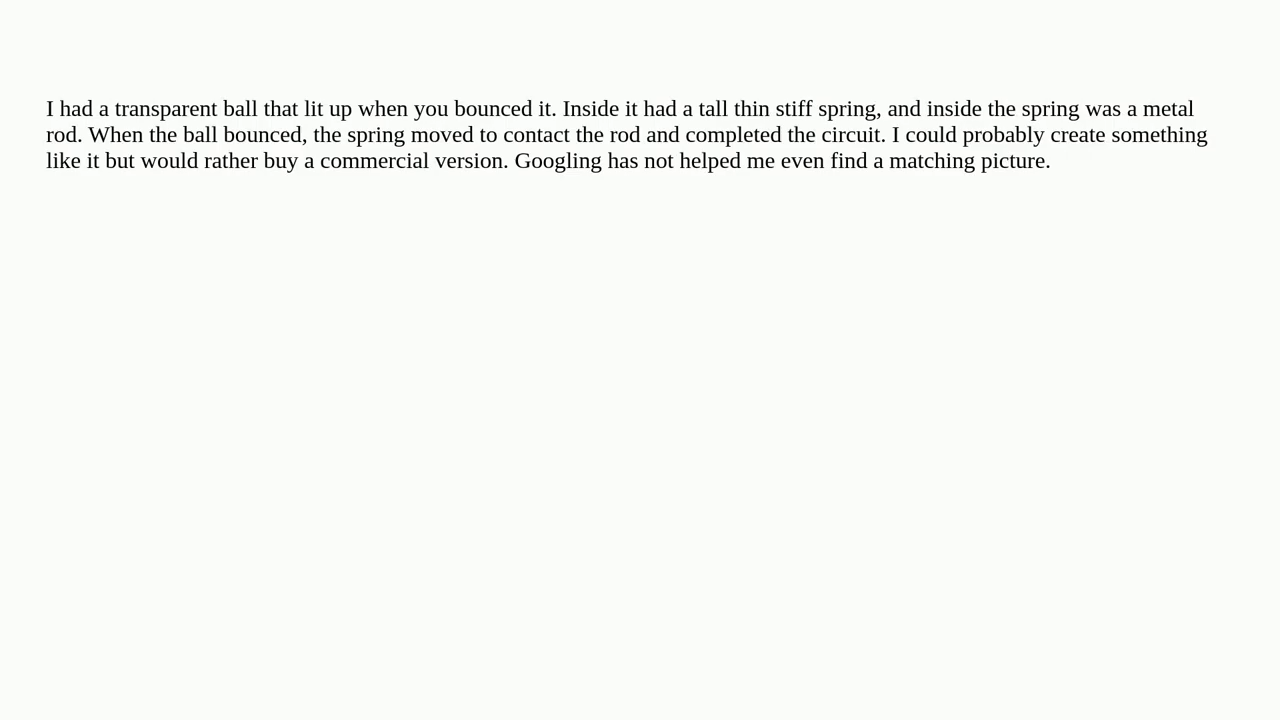 I had a transparent ball that lit up when you bounced it. Inside it had a tall thin stiff spring, and inside the spring was a metal
rod. When the ball bounced, the spring moved to contact the rod and completed the circuit. I could probably create something
like it but would rather buy a commercial version. Googling has not helped me even find a matching picture.